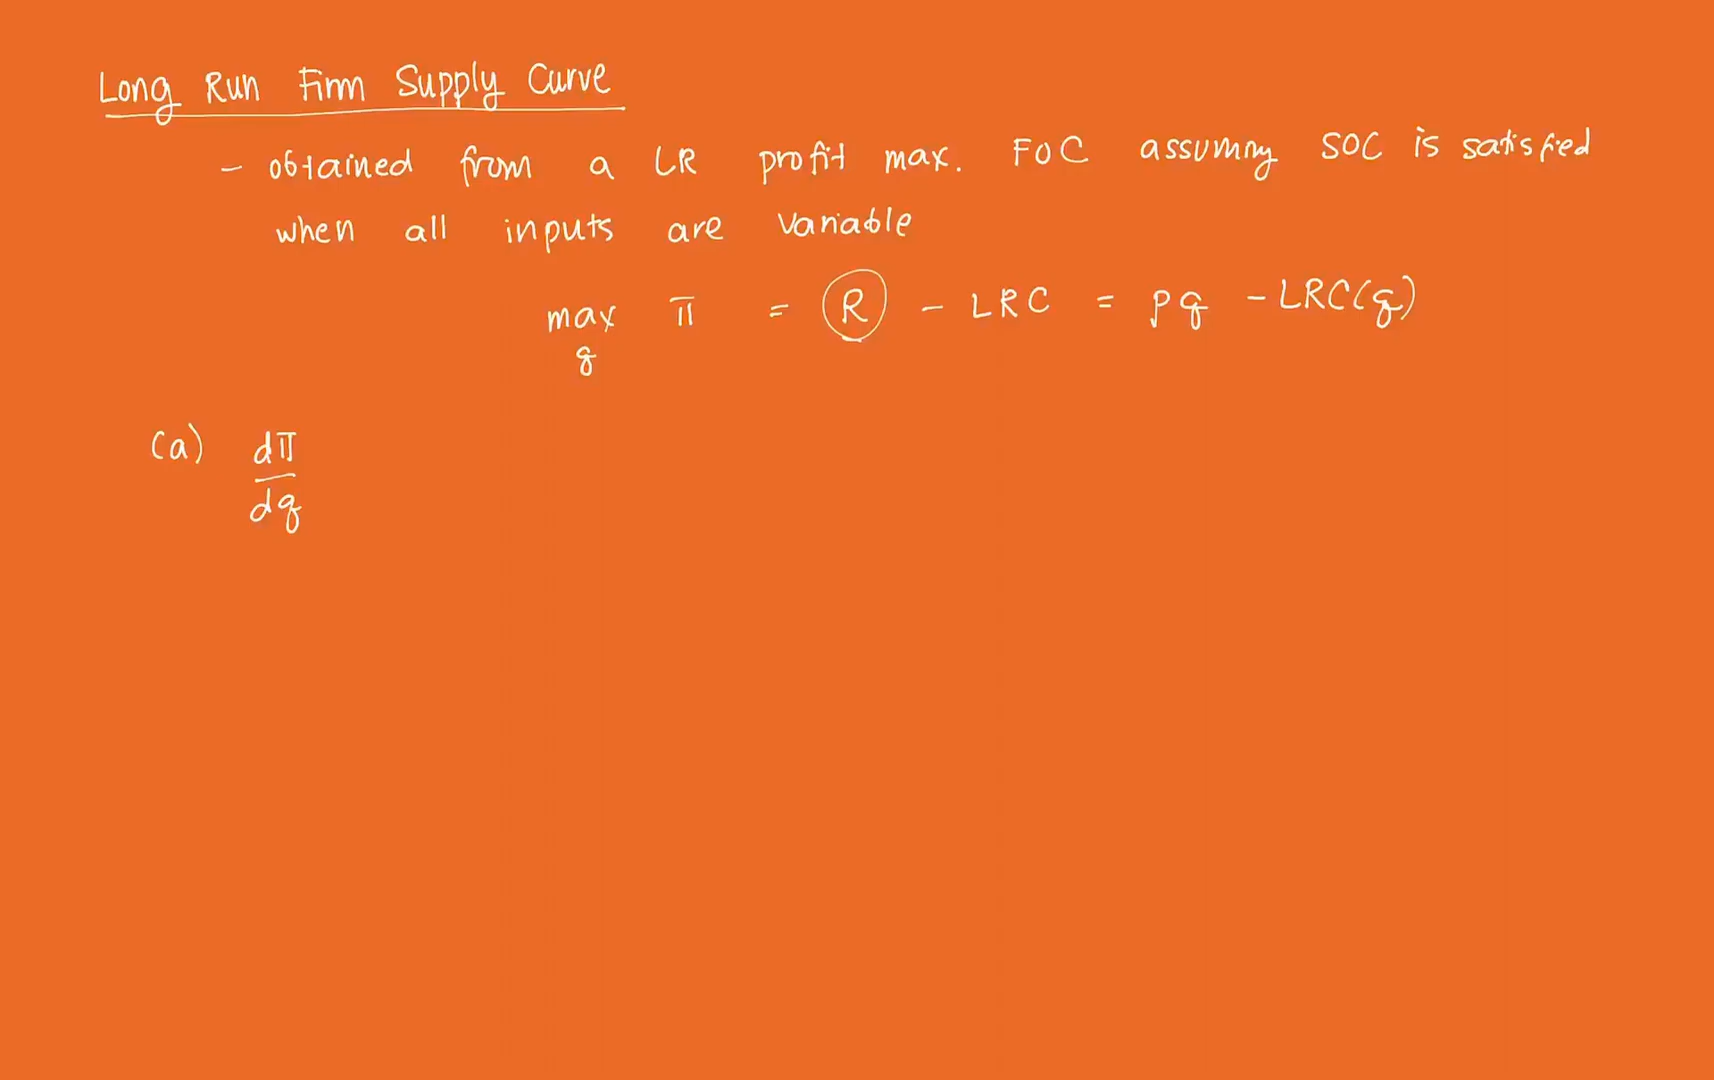 Long Run Firm Supply Curve
- obtained from a LR profit max. FOC assuming SOC is satisfied
when all inputs are variable
max π = R - LRC = pq - LRC(q)
q
(a) dπ
dq